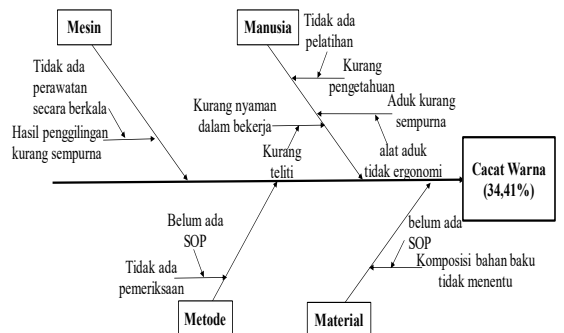 Mesin
Manusia
Tidak ada
pelatihan
Kurang
pengetahuan
Tidak ada
perawatan
secara berkala
Hasil penggilingan
kurang sempurna
Kurang nyaman
dalam bekerja
Aduk kurang
sempurna
Kurang
teliti
alat aduk
tidak ergonomi
Cacat Warna
(34,41%)
Belum ada
SOP
Tidak ada
pemeriksaan
belum ada
SOP
Komposisi bahan baku
tidak menentu
Metode
Material